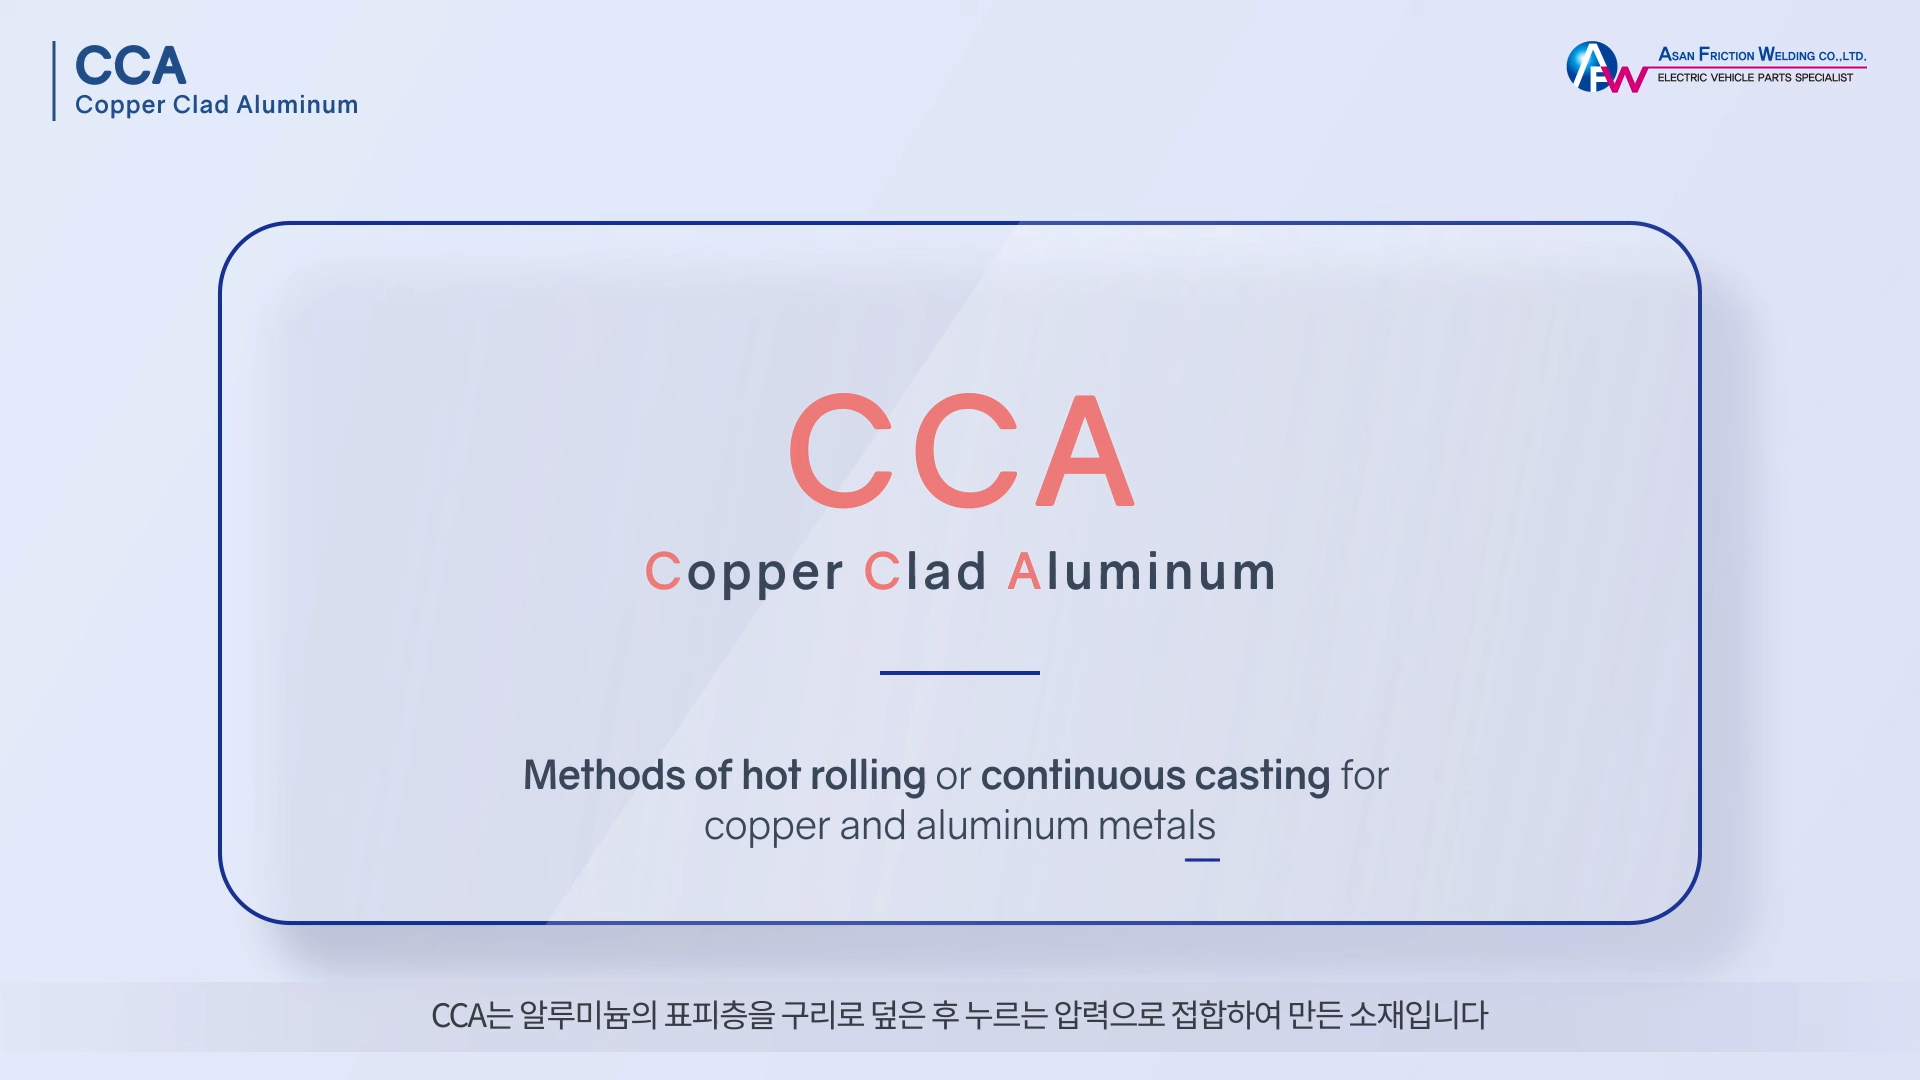 CCA
Copper Clad Aluminum
AFW
ASAN FRICTION WELDING CO.,LTD.
ELECTRIC VEHICLE PARTS SPECIALIST
CCA
Copper Clad Aluminum
Methods of hot rolling or continuous casting for
copper and aluminum metals
CCA는 알루미늄의 표피층을 구리로 덮은 후 누르는 압력으로 접합하여 만든 소재입니다